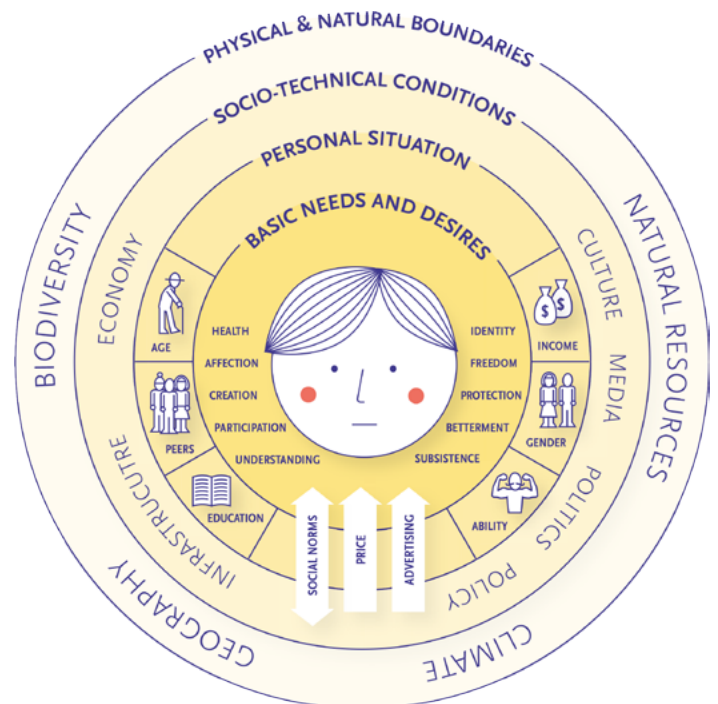 PHYSICAL & NATURAL BOUNDARIES
SOCIO-TECHNICAL CONDITIONS
PERSONAL SITUATION
BASIC NEEDS AND DESIRES
BIODIVERSITY
NATURAL RESOURCES
GEOGRAPHY
CLIMATE
ECONOMY
CULTURE
MEDIA
INFRASTRUCUTRE
POLITICS
POLICY
AGE
INCOME
PEERS
GENDER
EDUCATION
ABILITY
HEALTH
AFFECTION
CREATION
PARTICIPATION
UNDERSTANDING
IDENTITY
FREEDOM
PROTECTION
BETTERMENT
SUBSISTENCE
SOCIAL NORMS
PRICE
ADVERTISING
$
$